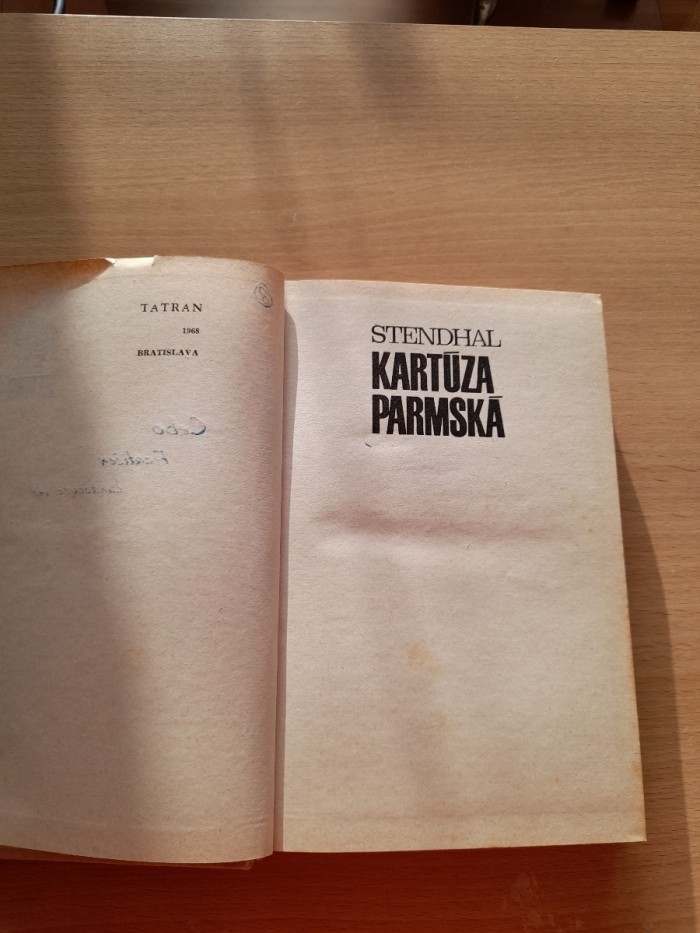 TATRAN
1968
BRATISLAVA
STENDHAL
KARTÚZA
PARMSKÁ